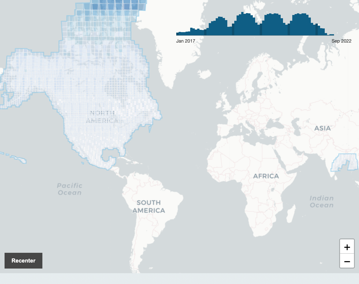 Jan 2017
Sep 2022
NORTH
AMERICA
ASIA
Pacific
Ocean
AFRICA
SOUTH
AMERICA
Indian
Ocean
Recenter
+
−